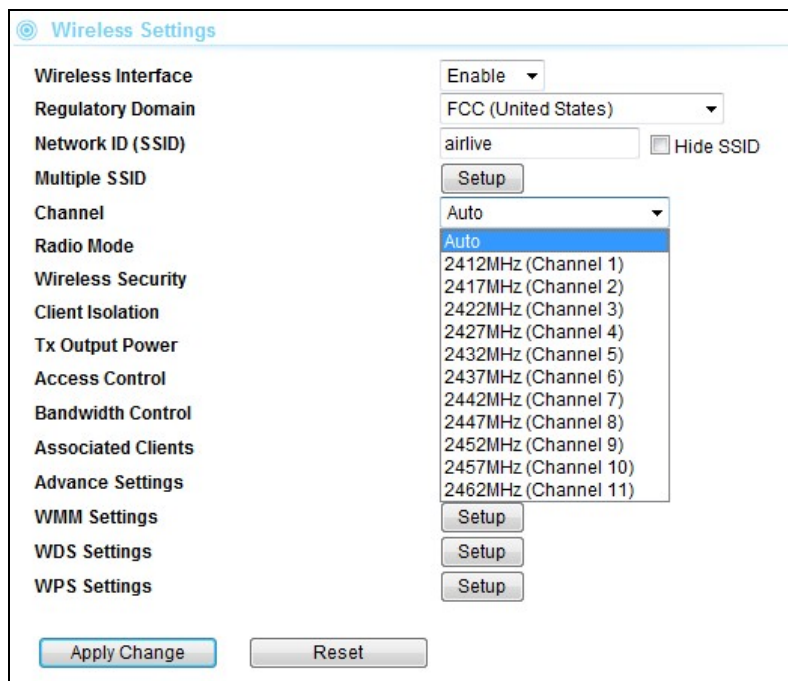 Wireless Settings
Wireless Interface Enable
Regulatory Domain FCC (United States)
Network ID (SSID) airlive Hide SSID
Multiple SSID Setup
Channel Auto
Radio Mode Auto
2412MHz (Channel 1)
Wireless Security 2417MHz (Channel 2)
2422MHz (Channel 3)
Client Isolation 2427MHz (Channel 4)
Tx Output Power 2432MHz (Channel 5)
Access Control 2437MHz (Channel 6)
2442MHz (Channel 7)
Bandwidth Control 2447MHz (Channel 8)
Associated Clients 2452MHz (Channel 9)
2457MHz (Channel 10)
Advance Settings 2462MHz (Channel 11)
WMM Settings Setup
WDS Settings Setup
WPS Settings Setup
Apply Change Reset